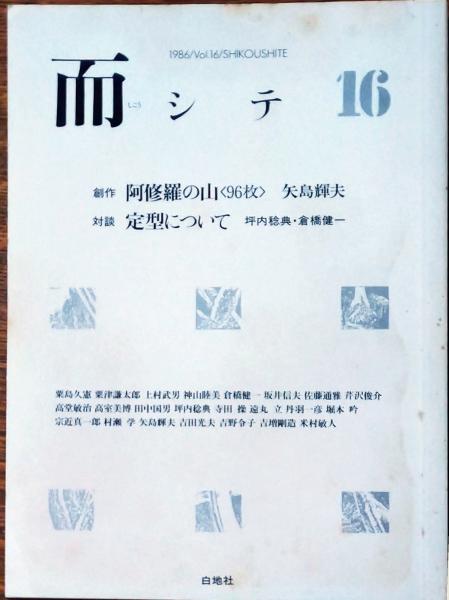 1986/Vol.16/SHIKOUSHITE
而 しこう シテ 16
創作 阿修羅の山〈96枚〉 矢島輝夫
対談 定型について 坪内稔典・倉橋健一
粟島久憲 粟津謙太郎 上村武男 神山睦美 倉橋健一 坂井信夫 佐藤通雅 芹沢俊介
高堂敏治 高室美博 田中国男 坪内稔典 寺田 操 遠丸 立 丹羽一彦 堀本 吟
宗近真一郎 村瀬 学 矢島輝夫 吉田光夫 吉野令子 吉増剛造 米村敏人
白地社